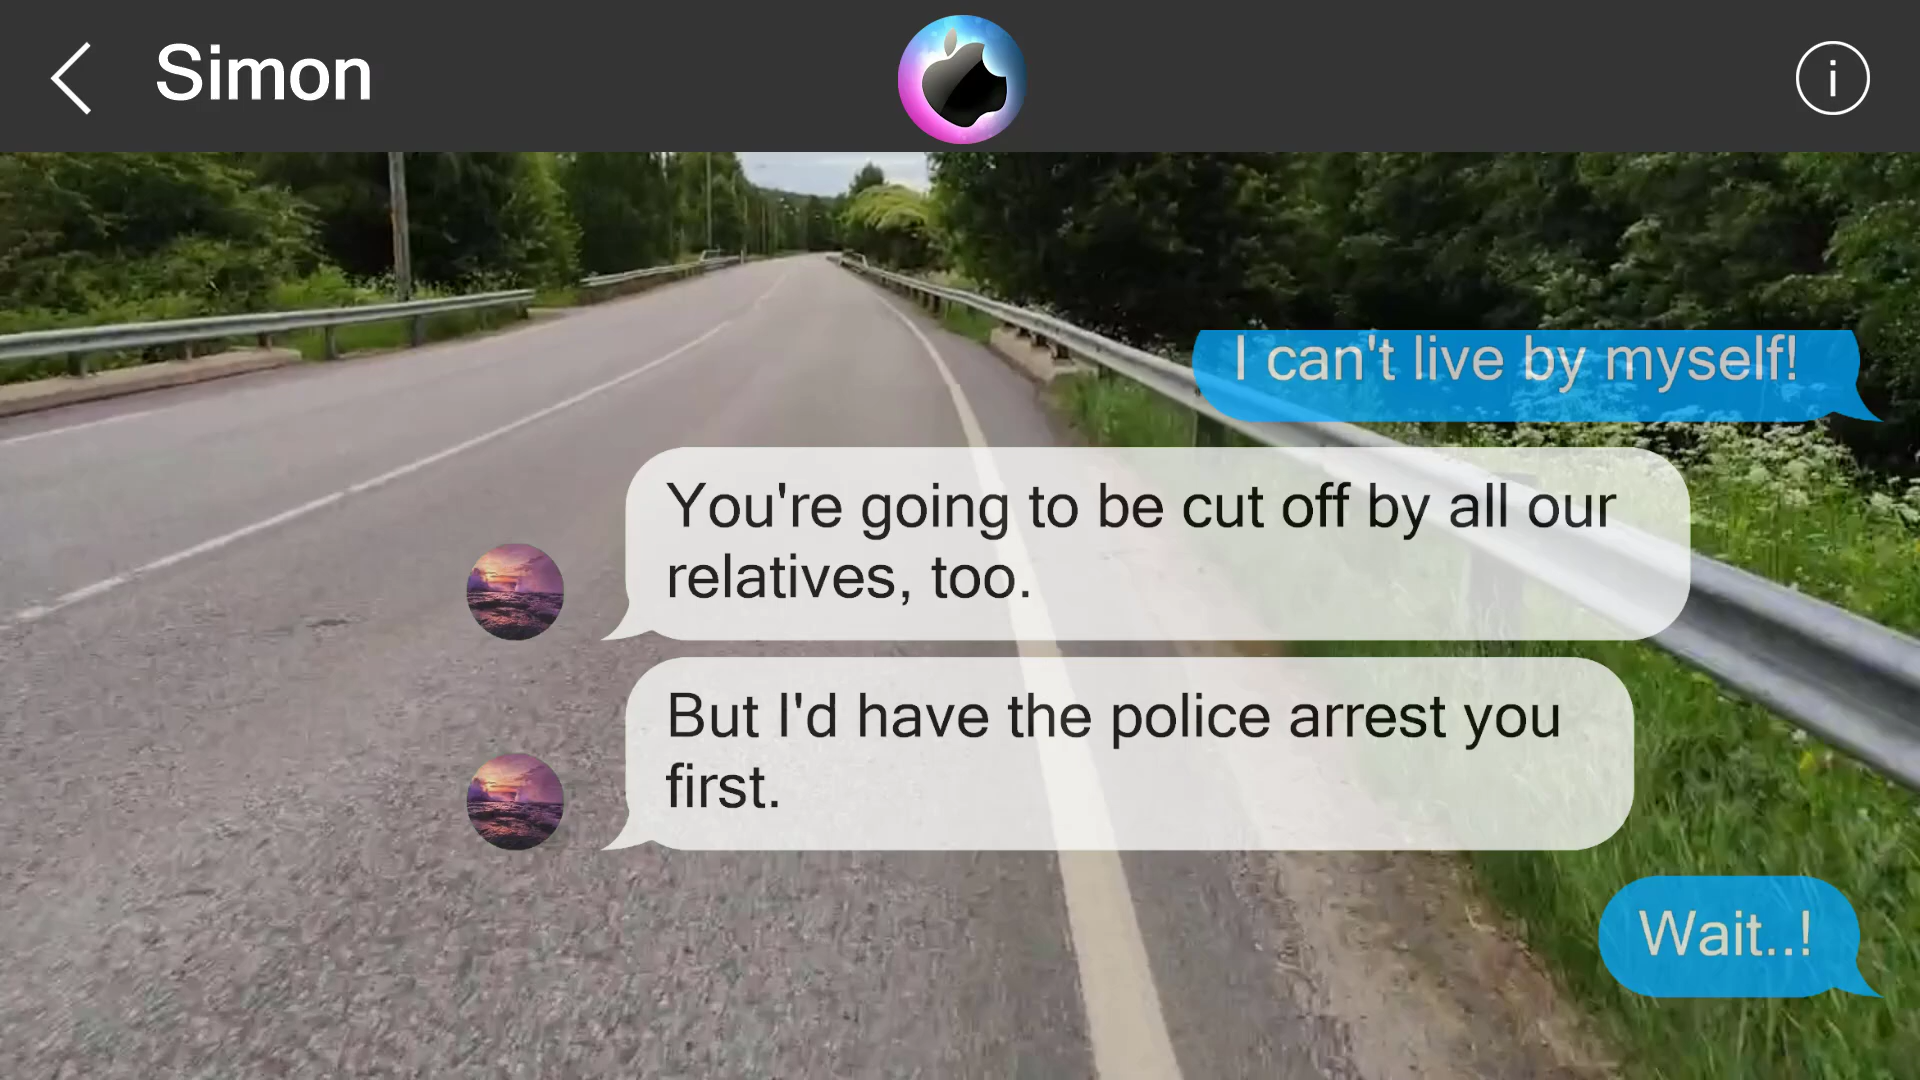 Simon
i
I can't live by myself!
You're going to be cut off by all our
relatives, too.
But I'd have the police arrest you
first.
Wait..!